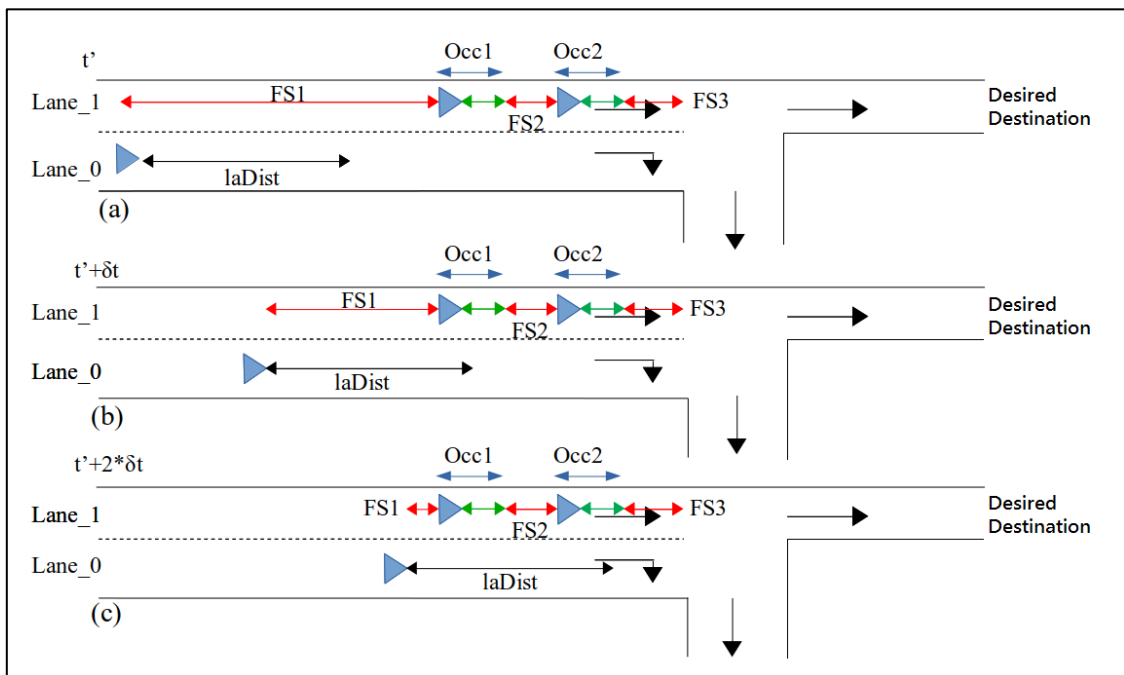 t'
Occ1
Occ2
Lane_1
FS1
FS2
FS3
Desired
Destination
Lane_0
laDist
(a)
t'+δt
Occ1
Occ2
Lane_1
FS1
FS2
FS3
Desired
Destination
Lane_0
laDist
(b)
t'+2*δt
Occ1
Occ2
Lane_1
FS1
FS2
FS3
Desired
Destination
Lane_0
laDist
(c)